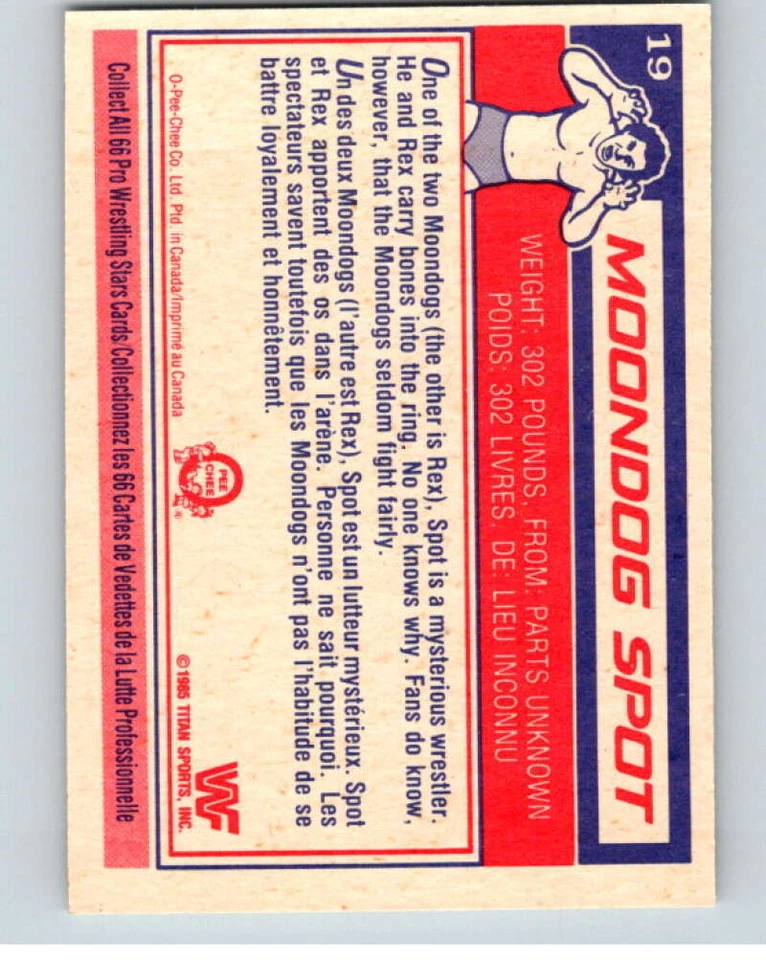 19
MOONDOG SPOT
WEIGHT: 302 POUNDS, FROM: PARTS UNKNOWN
POIDS: 302 LIVRES, DE: LIEU INCONNU
One of the two Moondogs (the other is Rex), Spot is a mysterious wrestler.
He and Rex carry bones into the ring. No one knows why. Fans do know,
however, that the Moondogs seldom fight fairly.
Un des deux Moondogs (l'autre est Rex), Spot est un lutteur mystérieux. Spot
et Rex apportent des os dans l'arène. Personne ne sait pourquoi. Les
spectateurs savent toutefois que les Moondogs n'ont pas l'habitude de se
battre loyalement et honnêtement.
O-Pee-Chee Co. Ltd. Ptd. in Canada/Imprimé au Canada
PEE
CHEE
®
WF
©1985 TITAN SPORTS, INC.
Collect All 66 Pro Wrestling Stars Cards/Collectionnez les 66 Cartes de Vedettes de la Lutte Professionnelle